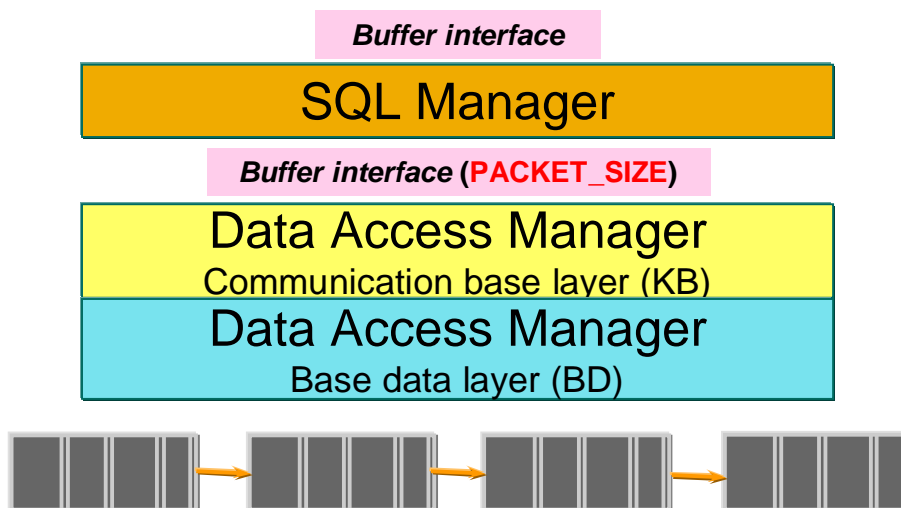 Buffer interface
SQL Manager
Buffer interface (PACKET_SIZE)
Data Access Manager
Communication base layer (KB)
Data Access Manager
Base data layer (BD)